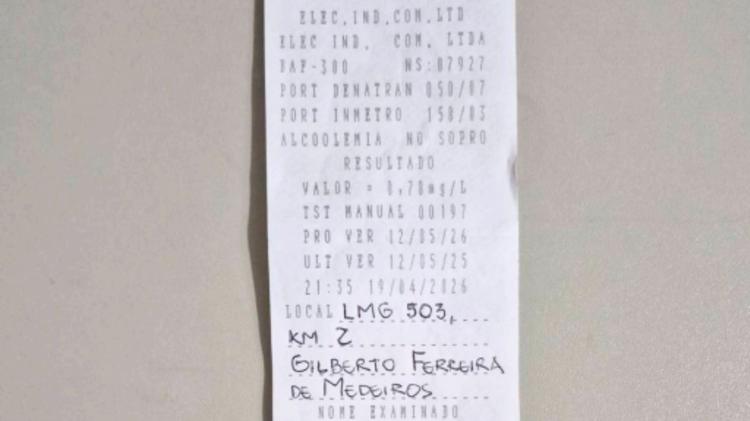 ELEC.IND.COM.LTD
ELEC IND. COM. LTDA
BAF-300 NS:07927
PORT DENATRAN 050/07
PORT INMETRO 158/03
ALCOOLEMIA NO SOPRO
RESULTADO
VALOR = 0,78mg/L
TST MANUAL 00197
PRO VER 12/05/26
ULT VER 12/05/25
21:35 19/04/2026
LOCAL LMG 503,
KM 2
GILBERTO FERREIRA
DE MEDEIROS
NOME EXAMINADO